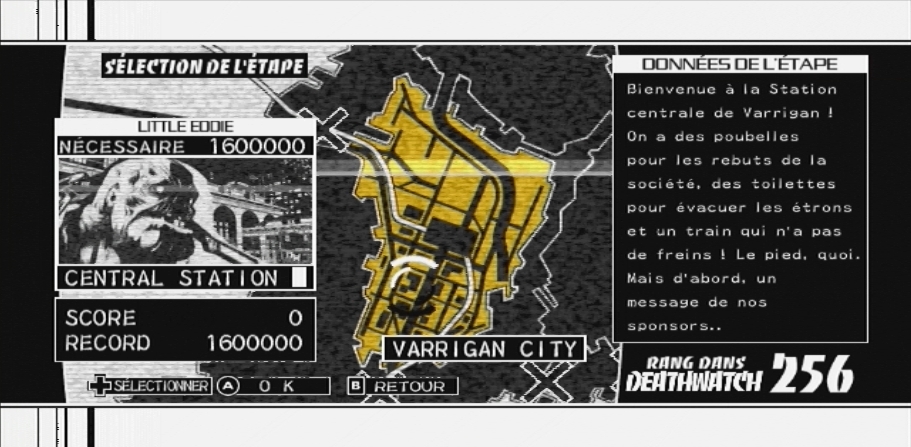 SÉLECTION DE L'ÉTAPE
LITTLE EDDIE
NÉCESSAIRE 1600000
CENTRAL STATION
SCORE 0
RECORD 1600000
SÉLECTIONNER A OK B RETOUR
VARRIGAN CITY
DONNÉES DE L'ÉTAPE
Bienvenue à la Station
centrale de Varrigan !
On a des poubelles
pour les rebuts de la
société, des toilettes
pour évacuer les étrons
et un train qui n'a pas
de freins ! Le pied, quoi.
Mais d'abord, un
message de nos
sponsors..
RANG DANS
DEATHWATCH '256